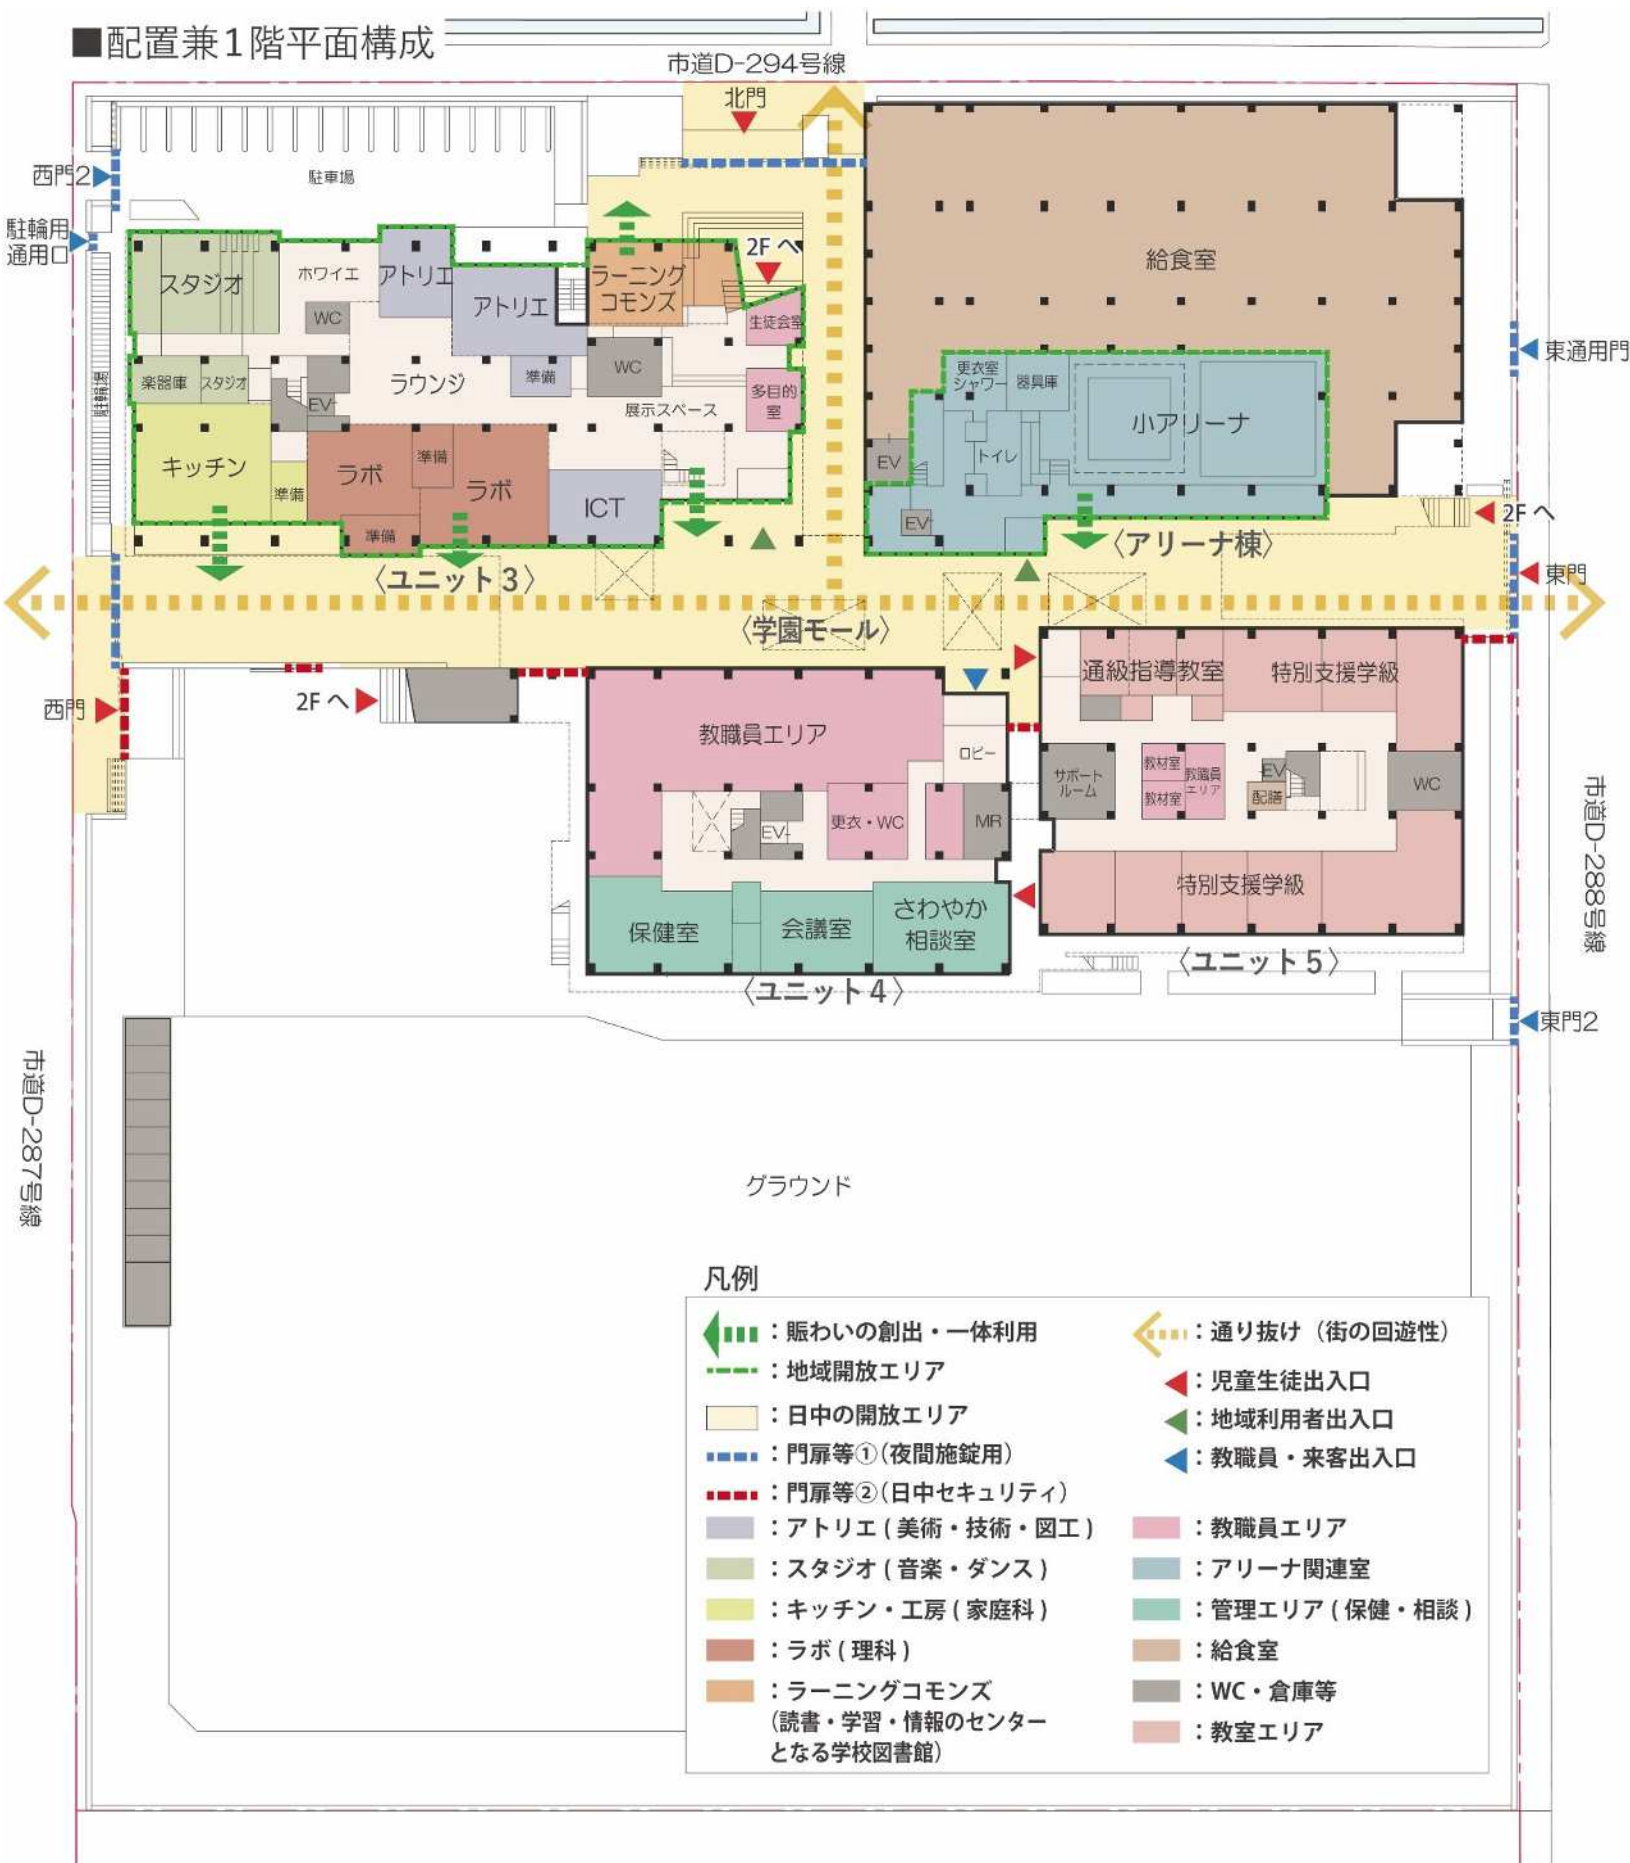 ■配置兼1階平面構成
市道D-294号線
北門
西門2
駐車場
駐輪用
通用口
駐輪場
スタジオ
ホワイエ
アトリエ
アトリエ
ラーニング
コモンズ
2Fへ
生徒会室
WC
WC
楽器庫
スタジオ
EV
ラウンジ
準備
展示スペース
多目的
室
キッチン
準備
ラボ
準備
ラボ
準備
ICT
〈ユニット3〉
給食室
更衣室
シャワー
器具庫
小アリーナ
トイレ
EV
EV
〈アリーナ棟〉
東通用門
2Fへ
東門
〈学園モール〉
西門
2Fへ
教職員エリア
ロビー
EV
更衣・WC
MR
保健室
会議室
さわやか
相談室
〈ユニット4〉
通級指導教室
特別支援学級
サポート
ルーム
教材室
教材室
教職員
エリア
EV
配膳
WC
特別支援学級
〈ユニット5〉
市道D-288号線
東門2
市道D-287号線
グラウンド
凡例
：賑わいの創出・一体利用
：地域開放エリア
：日中の開放エリア
：門扉等①(夜間施錠用)
：門扉等②(日中セキュリティ)
：アトリエ(美術・技術・図工)
：スタジオ(音楽・ダンス)
：キッチン・工房(家庭科)
：ラボ(理科)
：ラーニングコモンズ
(読書・学習・情報のセンター
となる学校図書館)
：通り抜け（街の回遊性）
：児童生徒出入口
：地域利用者出入口
：教職員・来客出入口
：教職員エリア
：アリーナ関連室
：管理エリア(保健・相談)
：給食室
：WC・倉庫等
：教室エリア